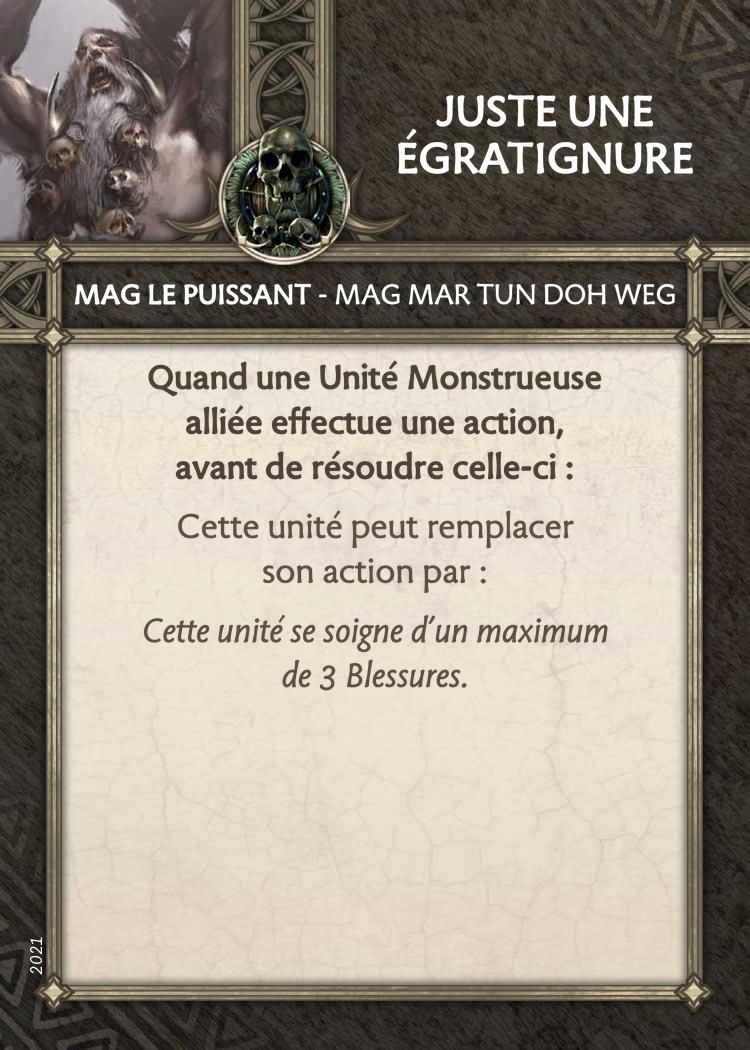 JUSTE UNE
ÉGRATIGNURE
MAG LE PUISSANT - MAG MAR TUN DOH WEG
Quand une Unité Monstrueuse
alliée effectue une action,
avant de résoudre celle-ci :
Cette unité peut remplacer
son action par :
Cette unité se soigne d'un maximum
de 3 Blessures.
2021